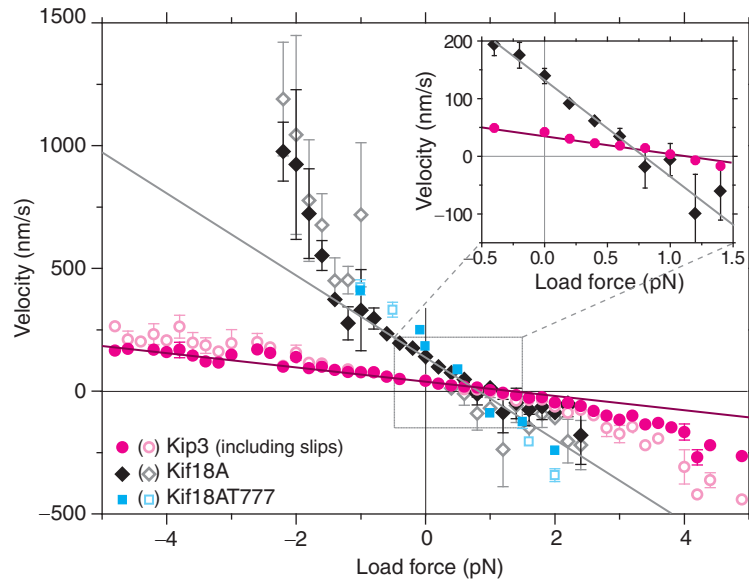 1500
1000
500
0
−500
Velocity (nm/s)
−4
−2
0
2
4
Load force (pN)
200
100
0
−100
Velocity (nm/s)
−0.5
0.0
0.5
1.0
1.5
Load force (pN)
( ) Kip3 (including slips)
( ) Kif18A
( ) Kif18AT777